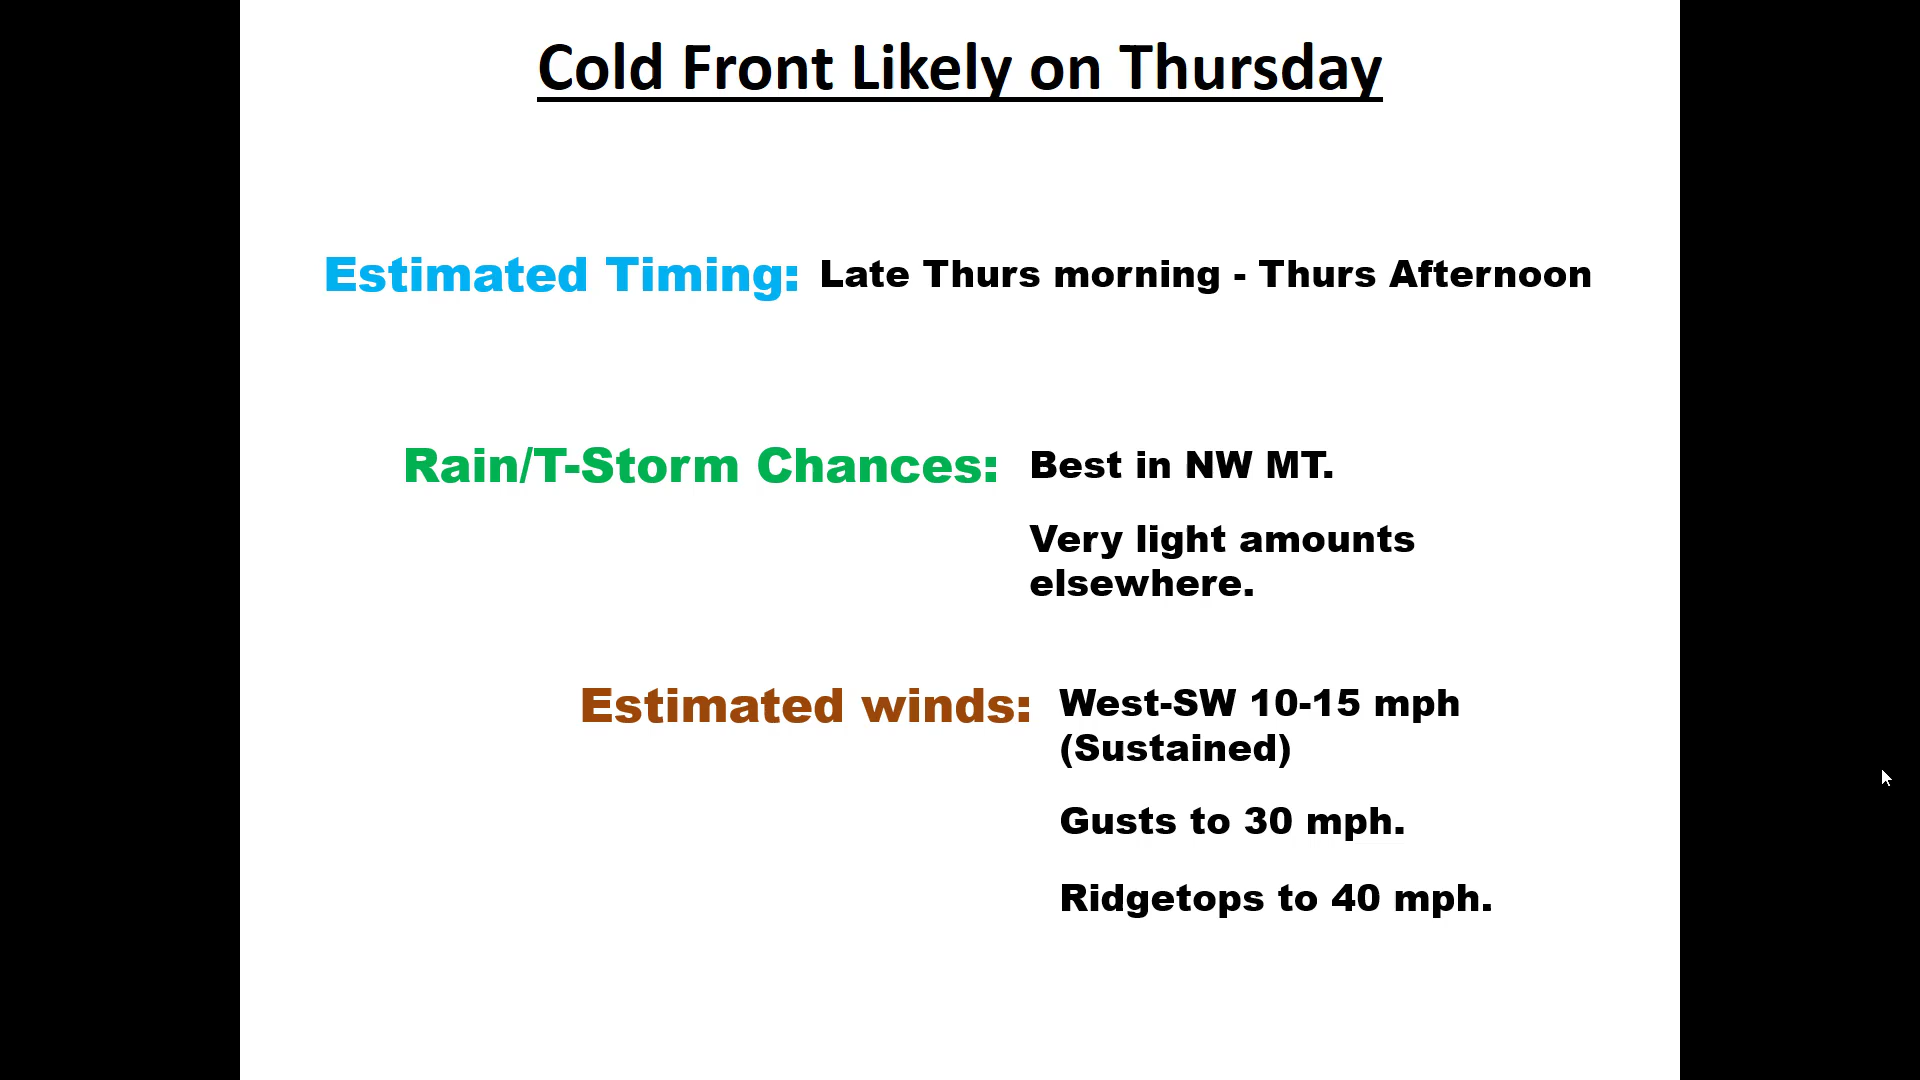 Cold Front Likely on Thursday
Estimated Timing: Late Thurs morning - Thurs Afternoon
Rain/T-Storm Chances: Best in NW MT.
Very light amounts
elsewhere.
Estimated winds: West-SW 10-15 mph
(Sustained)
Gusts to 30 mph.
Ridgetops to 40 mph.